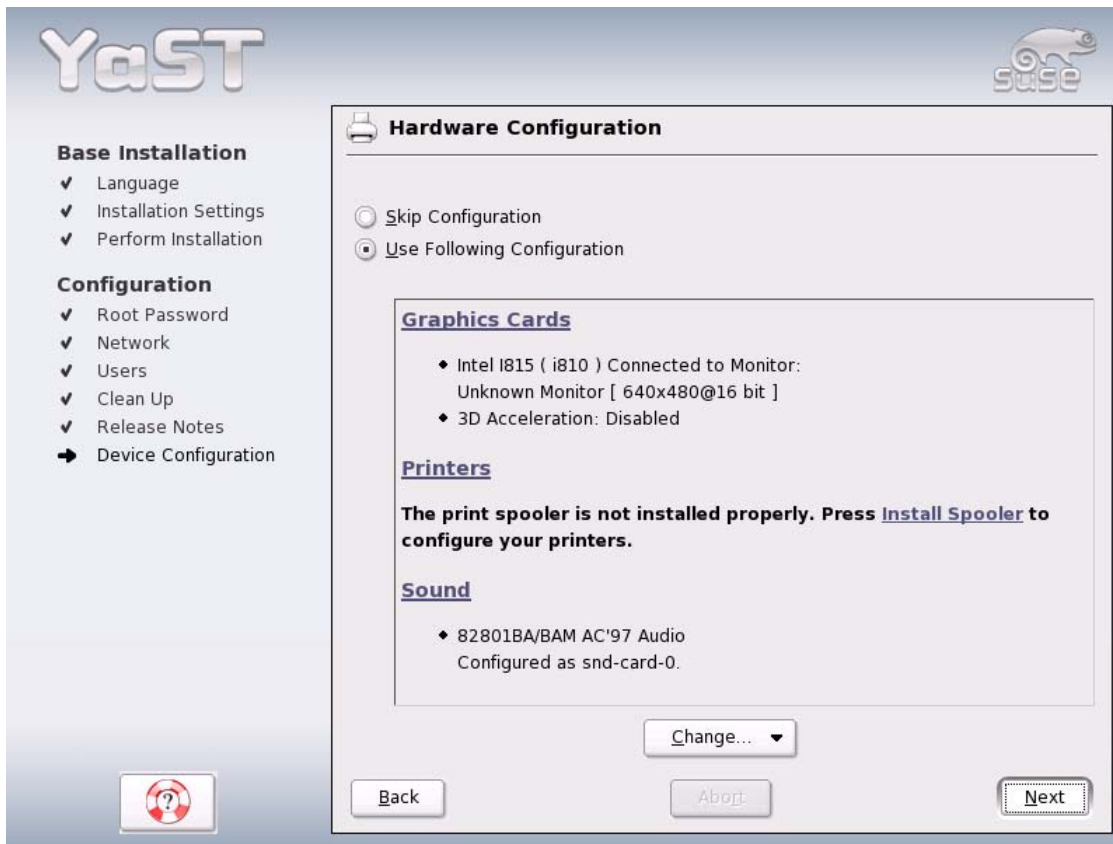 YaST
SUSE
Base Installation
Language
Installation Settings
Perform Installation
Configuration
Root Password
Network
Users
Clean Up
Release Notes
Device Configuration
Hardware Configuration
Skip Configuration
Use Following Configuration
Graphics Cards
Intel I815 ( i810 ) Connected to Monitor:
Unknown Monitor [ 640x480@16 bit ]
3D Acceleration: Disabled
Printers
The print spooler is not installed properly. Press Install Spooler to
configure your printers.
Sound
82801BA/BAM AC'97 Audio
Configured as snd-card-0.
Change...
?
Back
Abort
Next